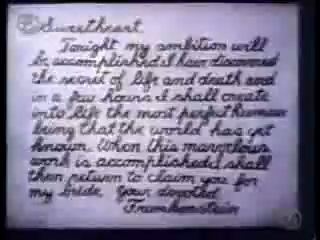 Sweetheart
Tonight my ambition will
be accomplished. I have discovered
the secret of life and death and
in a few hours I shall create
into life the most perfect human
being that the world has yet
known. When this marvelous
work is accomplished I shall
then return to claim you for
my bride. Your devoted
Frankenstein